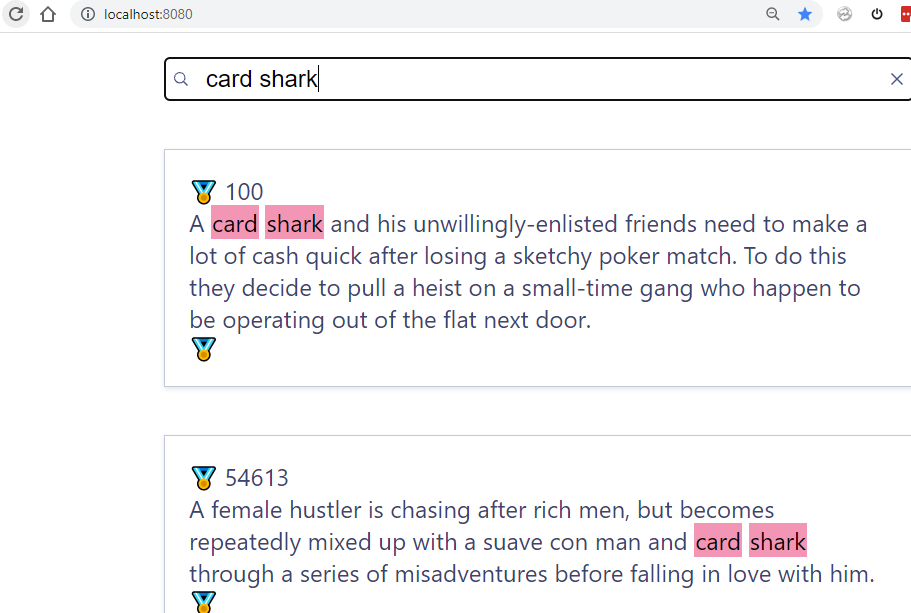 localhost:8080
card shark
100
A card shark and his unwillingly-enlisted friends need to make a
lot of cash quick after losing a sketchy poker match. To do this
they decide to pull a heist on a small-time gang who happen to
be operating out of the flat next door.
54613
A female hustler is chasing after rich men, but becomes
repeatedly mixed up with a suave con man and card shark
through a series of misadventures before falling in love with him.